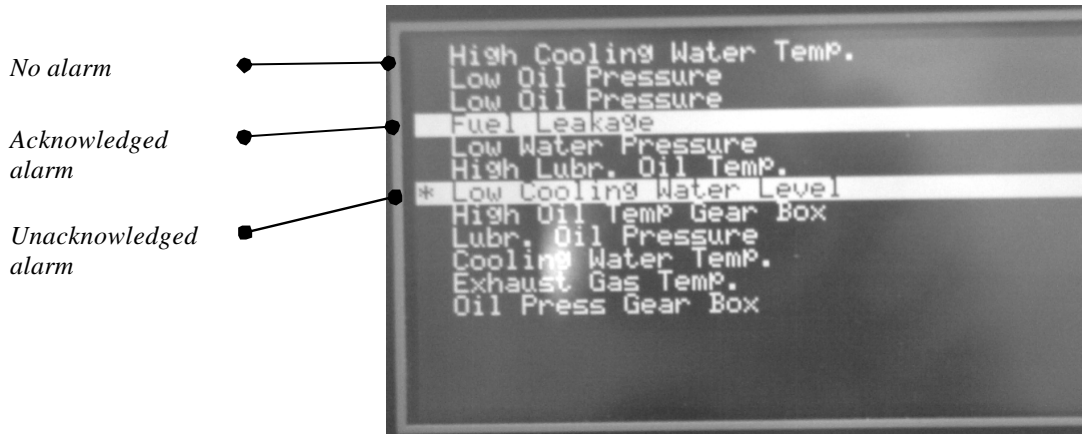 No alarm
Acknowledged
alarm
Unacknowledged
alarm
High Cooling Water Temp.
Low Oil Pressure
Low Oil Pressure
Fuel Leakage
Low Water Pressure
High Lubr. Oil Temp.
* Low Cooling Water Level
High Oil Temp Gear Box
Lubr. Oil Pressure
Cooling Water Temp.
Exhaust Gas Temp.
Oil Press Gear Box